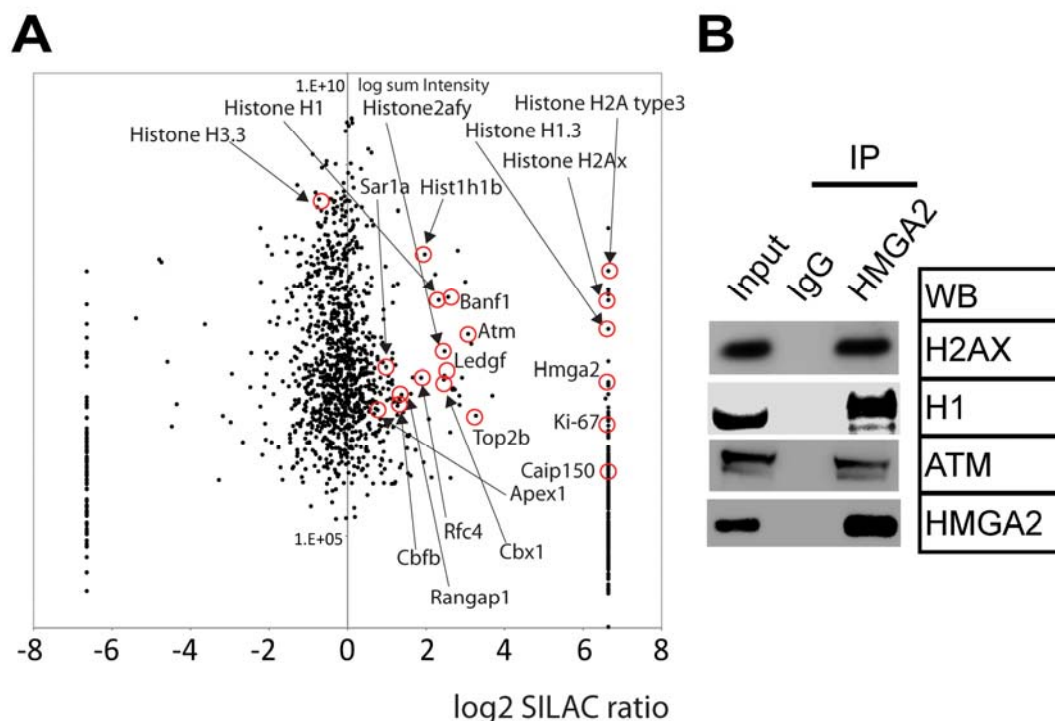 A
B
1.E+10
log sum Intensity
Histone H1
Histone2afy
Histone H2A type3
Histone H3.3
Histone H1.3
Histone H2Ax
Sar1a
Hist1h1b
Banf1
Atm
Ledgf
Hmga2
Top2b
Ki-67
Caip150
Apex1
1.E+05
Rfc4
Cbfb
Cbx1
Rangap1
-8 -6 -4 -2 0 2 4 6 8
log2 SILAC ratio
IP
Input IgG HMGA2
WB
H2AX
H1
ATM
HMGA2